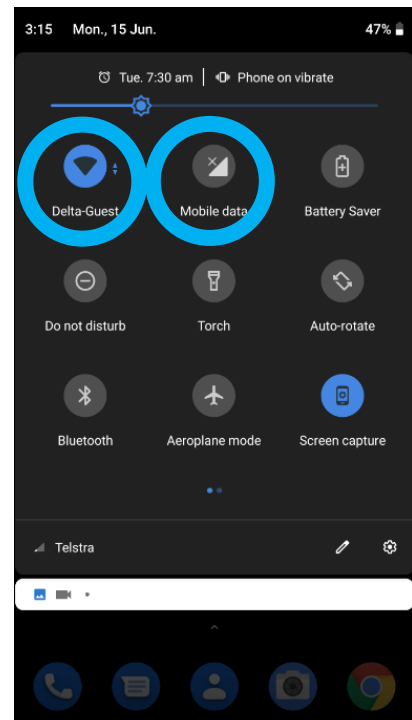 3:15 Mon., 15 Jun. 47%
Tue. 7:30 am | Phone on vibrate
Delta-Guest Mobile data Battery Saver
Do not disturb Torch Auto-rotate
Bluetooth Aeroplane mode Screen capture
Telstra